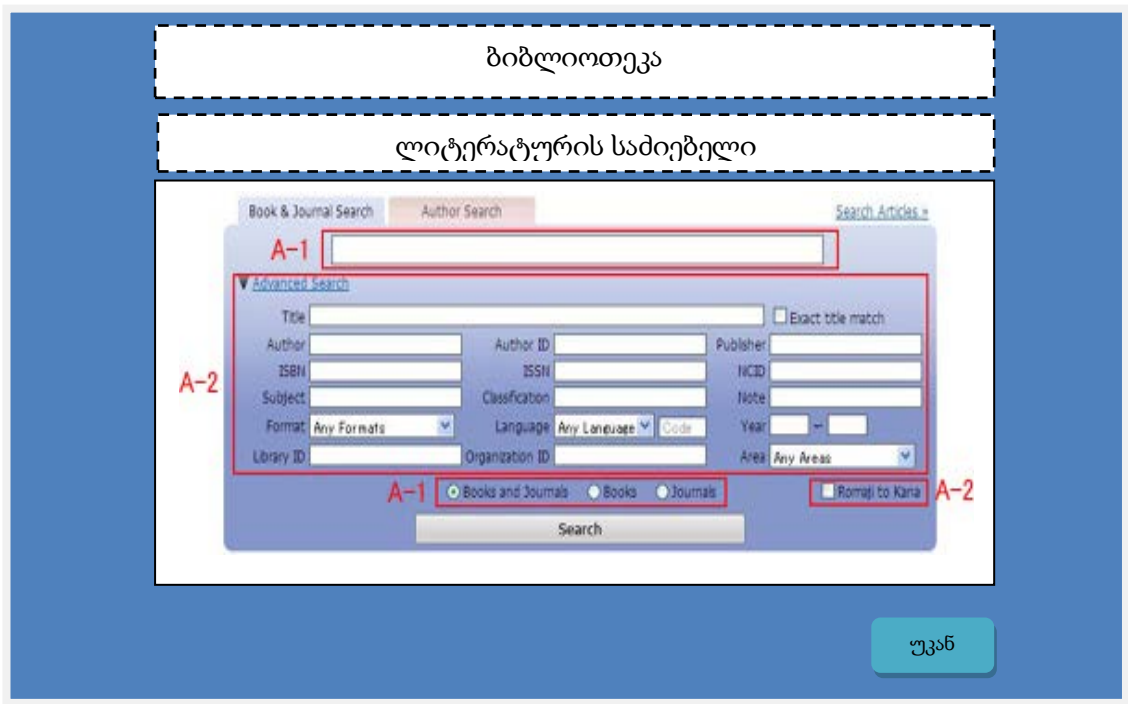 ბიბლიოთეკა
ლიტერატურის საძიებელი
Book & Journal Search Author Search Search Articles »
A-1
▼ Advanced Search
Title Exact title match
Author Author ID Publisher
A-2
ISBN ISSN NCID
Subject Classification Note
Format Any Formats Language Any Language Code Year –
Library ID Organization ID Area Any Areas
A-1 Books and Journals Books Journals Romaji to Kana A-2
Search
უკან